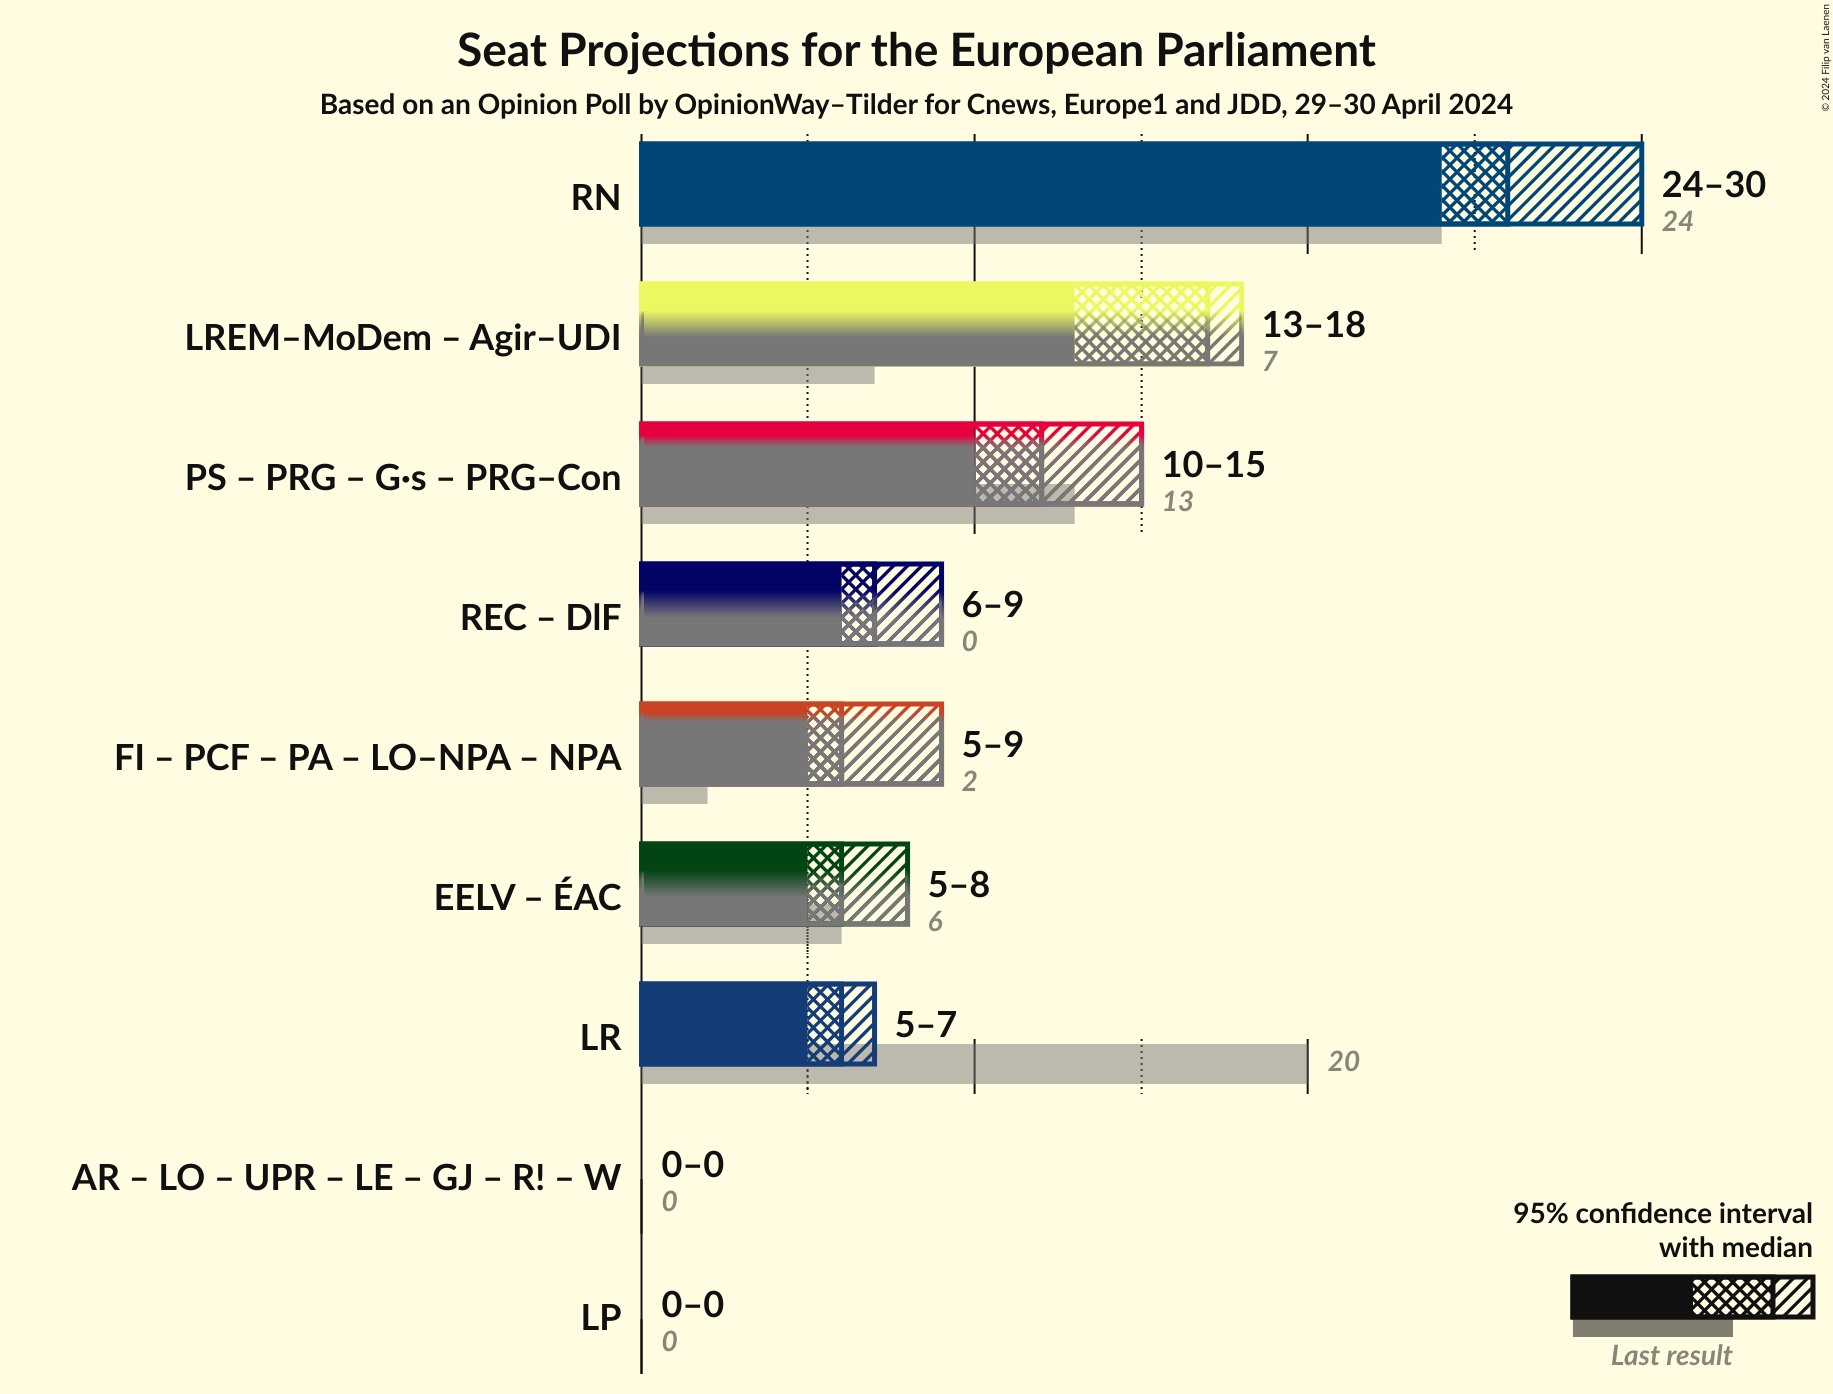 Seat Projections for the European Parliament
Based on an Opinion Poll by OpinionWay–Tilder for Cnews, Europe1 and JDD, 29–30 April 2024
© 2024 Filip van Laenen
RN
24–30
24
LREM–MoDem – Agir–UDI
13–18
7
PS – PRG – G·s – PRG–Con
10–15
13
REC – DlF
6–9
0
FI – PCF – PA – LO–NPA – NPA
5–9
2
EELV – ÉAC
5–8
6
LR
5–7
20
AR – LO – UPR – LE – GJ – R! – W
0–0
0
LP
0–0
0
95% confidence interval
with median
Last result